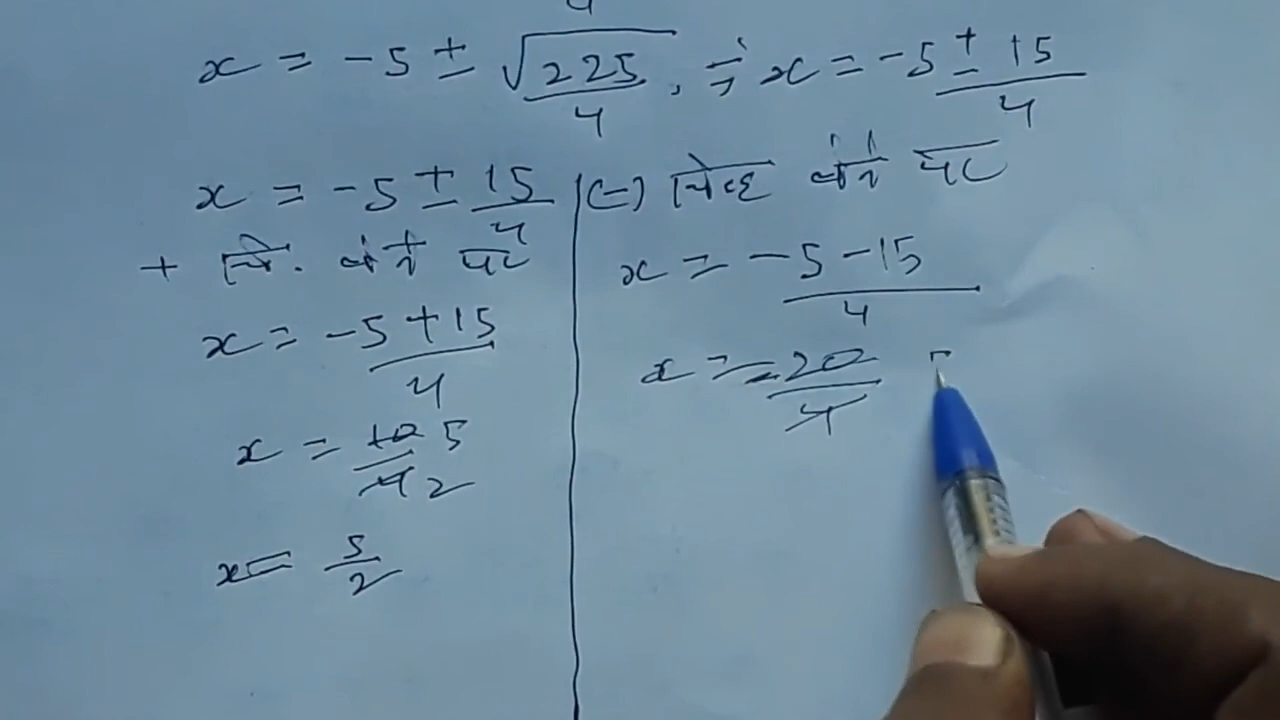 4
x = -5 ± √225/4, ∴ x = -5 ± 15/4
x = -5 ± 15/4
+ चि. लेने पर
x = -5 + 15/4
x = 10/4 5/2
x = 5/2
(-) चिन्ह लेने पर
x = -5 - 15/4
x = -20/4